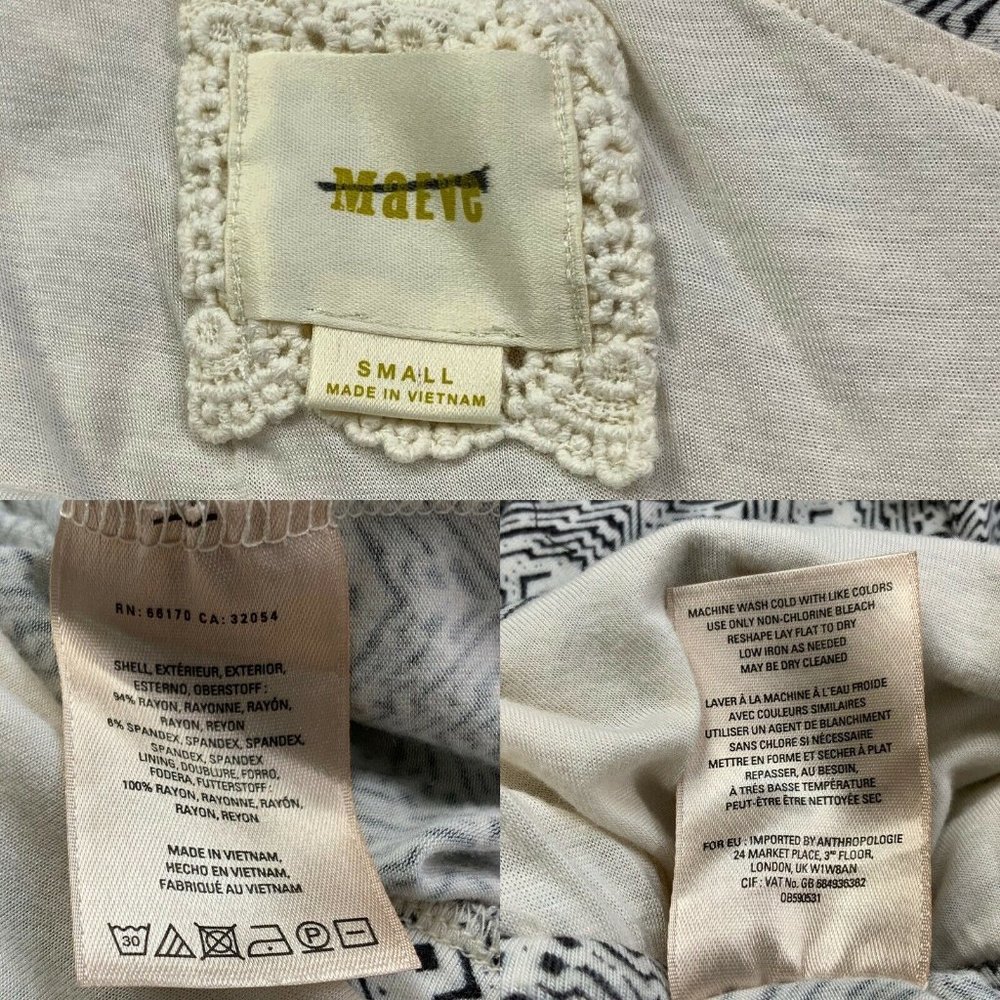 MaEVe
SMALL
MADE IN VIETNAM
RN: 66170 CA: 32054
SHELL, EXTÉRIEUR, EXTERIOR,
ESTERNO, OBERSTOFF :
94% RAYON, RAYONNE, RAYÓN,
RAYON, REYON
6% SPANDEX, SPANDEX, SPANDEX,
SPANDEX, SPANDEX
LINING, DOUBLURE, FORRO,
FODERA, FUTTERSTOFF :
100% RAYON, RAYONNE, RAYÓN,
RAYON, REYON
MADE IN VIETNAM,
HECHO EN VIETNAM,
FABRIQUÉ AU VIETNAM
30
P
MACHINE WASH COLD WITH LIKE COLORS
USE ONLY NON-CHLORINE BLEACH
RESHAPE LAY FLAT TO DRY
LOW IRON AS NEEDED
MAY BE DRY CLEANED
LAVER À LA MACHINE À L'EAU FROIDE
AVEC COULEURS SIMILAIRES
UTILISER UN AGENT DE BLANCHIMENT
SANS CHLORE SI NÉCESSAIRE
METTRE EN FORME ET SECHER À PLAT
REPASSER, AU BESOIN,
À TRÈS BASSE TEMPÉRATURE
PEUT-ÊTRE ÊTRE NETTOYÉE SEC
FOR EU : IMPORTED BY ANTHROPOLOGIE
24 MARKET PLACE, 3RD FLOOR,
LONDON, UK W1W8AN
CIF : VAT No. GB 684936382
OB590531